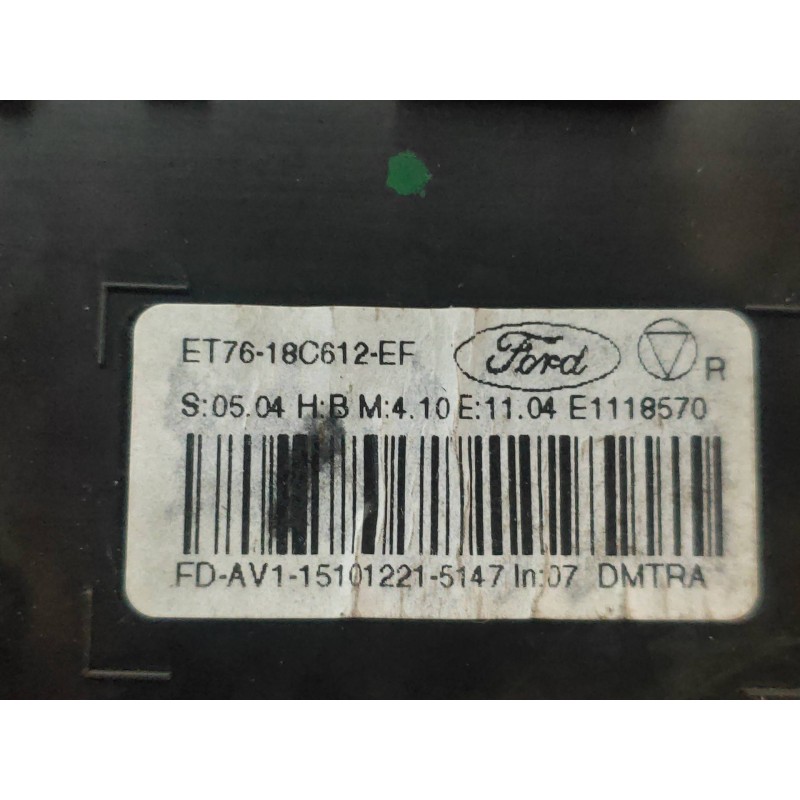 ET76-18C612-EF Ford R
S:05.04 H:B M:4.10 E:11.04 E1118570
FD-AV1-15101221-5147 In:07 DMTRA